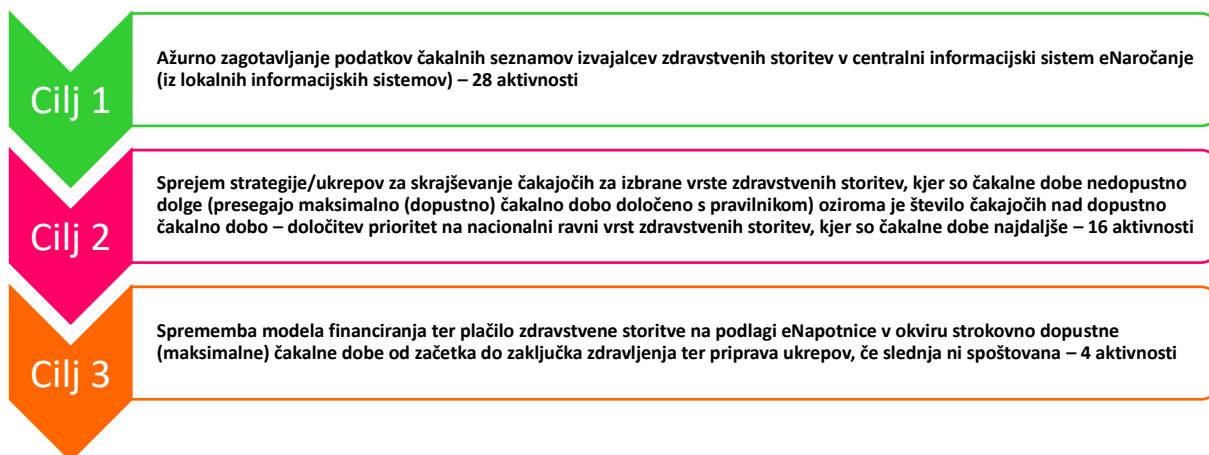 Cilj 1
Ažurno zagotavljanje podatkov čakalnih seznamov izvajalcev zdravstvenih storitev v centralni informacijski sistem eNaročanje
(iz lokalnih informacijskih sistemov) – 28 aktivnosti
Cilj 2
Sprejem strategije/ukrepov za skrajševanje čakajočih za izbrane vrste zdravstvenih storitev, kjer so čakalne dobe nedopustno
dolge (presegajo maksimalno (dopustno) čakalno dobo določeno s pravilnikom) oziroma je število čakajočih nad dopustno
čakalno dobo – določitev prioritet na nacionalni ravni vrst zdravstvenih storitev, kjer so čakalne dobe najdaljše – 16 aktivnosti
Cilj 3
Sprememba modela financiranja ter plačilo zdravstvene storitve na podlagi eNapotnice v okviru strokovno dopustne
(maksimalne) čakalne dobe od začetka do zaključka zdravljenja ter priprava ukrepov, če slednja ni spoštovana – 4 aktivnosti